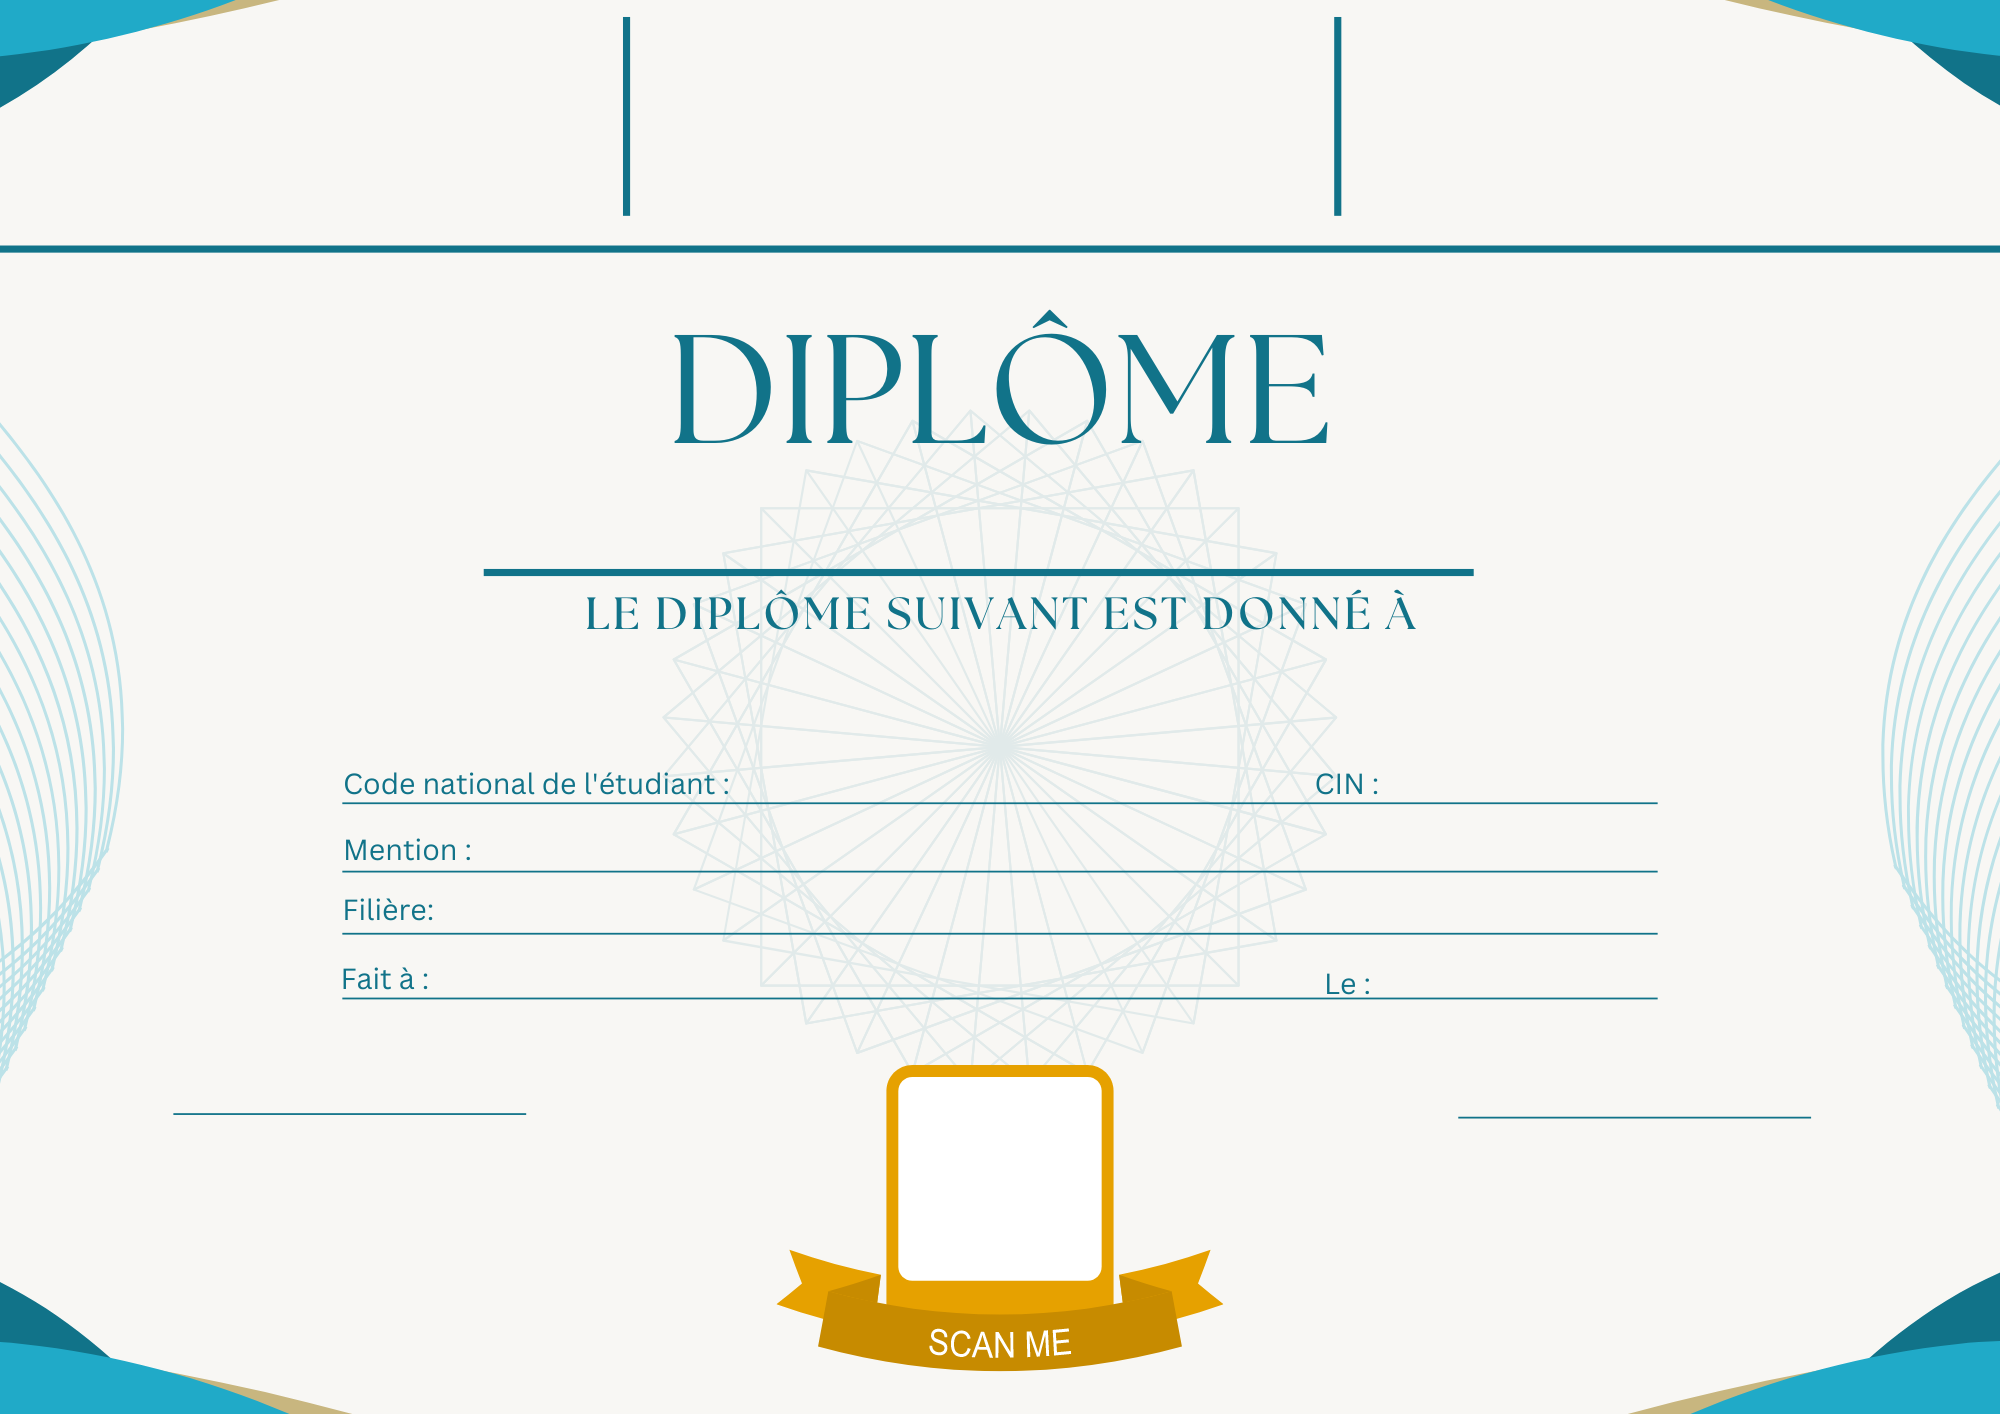 DIPLÔME
LE DIPLÔME SUIVANT EST DONNÉ À
Code national de l'étudiant : CIN :
Mention :
Filière:
Fait à : Le :
SCAN ME